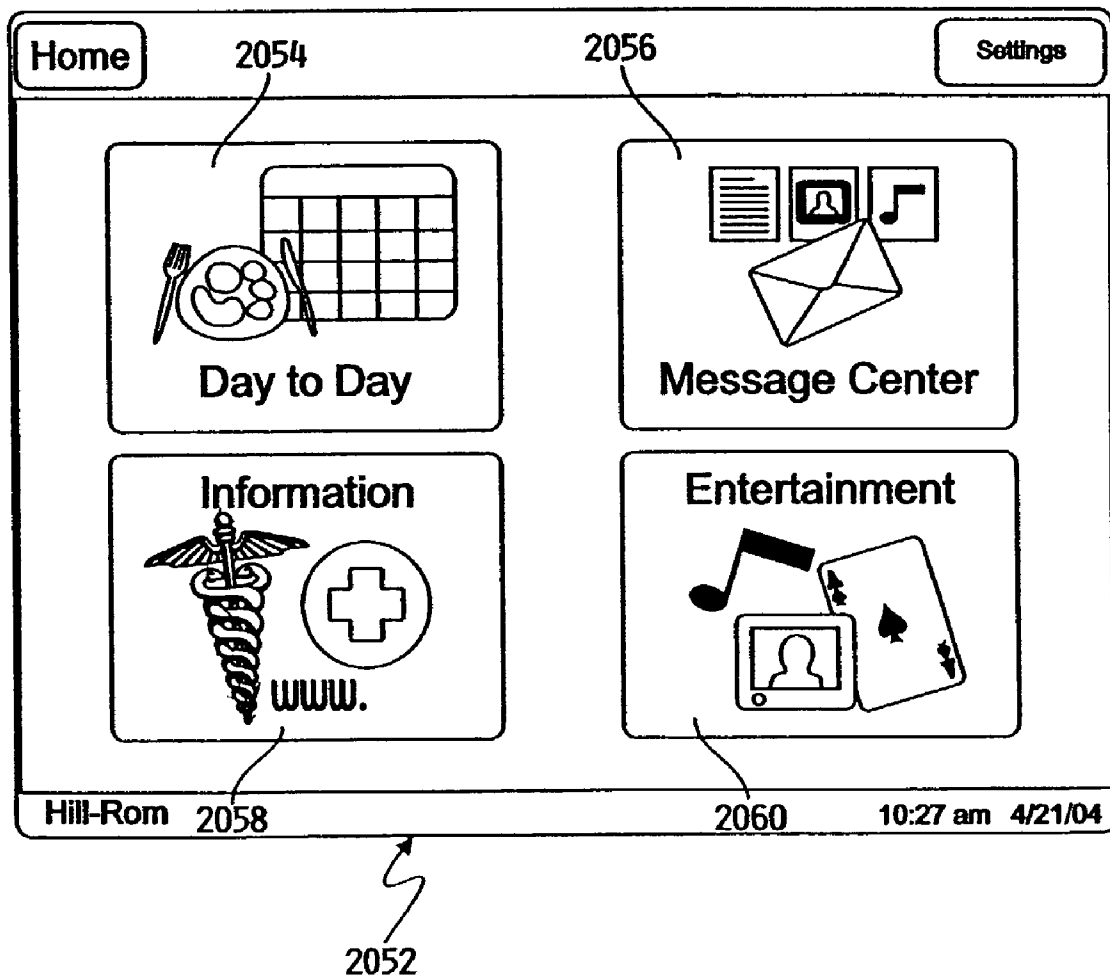 Home
2054
2056
Settings
Day to Day
Message Center
Information
www.
Entertainment
Hill-Rom
2058
2060
10:27 am 4/21/04
2052